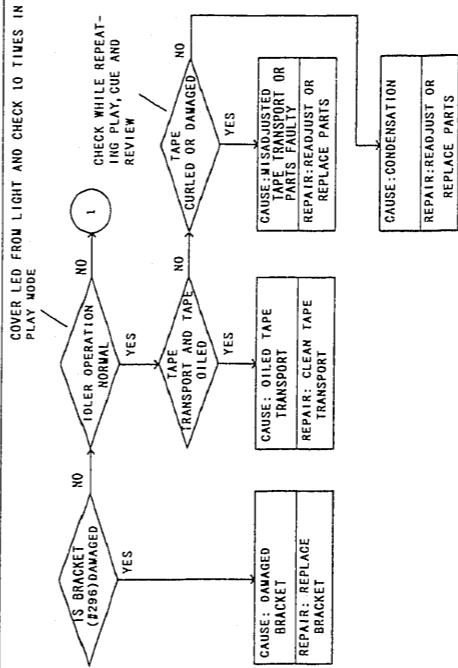 COVER LED FROM LIGHT AND CHECK 10 TIMES IN
PLAY MODE
IS BRACKET
(#296)DAMAGED
NO
YES
CAUSE: DAMAGED
BRACKET
REPAIR: REPLACE
BRACKET
IDLER OPERATION
NORMAL
NO
1
YES
TAPE
TRANSPORT AND TAPE
OILED
NO
YES
CAUSE: OILED TAPE
TRANSPORT
REPAIR: CLEAN TAPE
TRANSPORT
CHECK WHILE REPEAT-
ING PLAY, CUE AND
REVIEW
TAPE
CURLED OR DAMAGED
NO
YES
CAUSE:MISADJUSTED
TAPE TRANSPORT OR
PARTS FAULTY
REPAIR:READJUST OR
REPLACE PARTS
CAUSE:CONDENSATION
REPAIR:READJUST OR
REPLACE PARTS